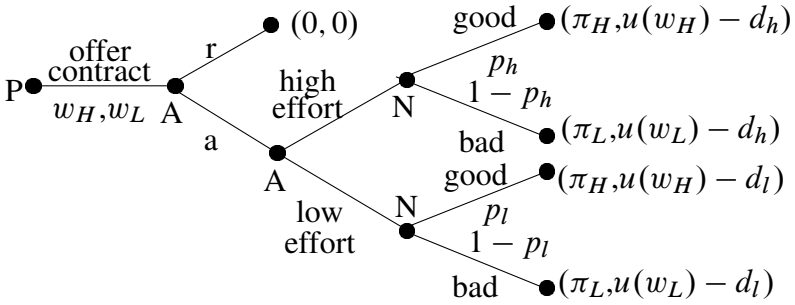 P
offer
contract
w_H,w_L
A
r
(0, 0)
a
A
high
effort
low
effort
N
good
p_h
1 − p_h
bad
(π_H,u(w_H) − d_h)
(π_L,u(w_L) − d_h)
N
good
p_l
1 − p_l
bad
(π_H,u(w_H) − d_l)
(π_L,u(w_L) − d_l)